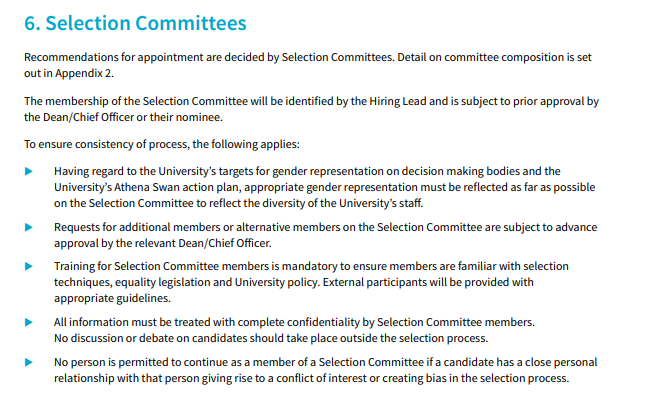 6. Selection Committees
Recommendations for appointment are decided by Selection Committees. Detail on committee composition is set
out in Appendix 2.
The membership of the Selection Committee will be identified by the Hiring Lead and is subject to prior approval by
the Dean/Chief Officer or their nominee.
To ensure consistency of process, the following applies:
Having regard to the University's targets for gender representation on decision making bodies and the
University's Athena Swan action plan, appropriate gender representation must be reflected as far as possible
on the Selection Committee to reflect the diversity of the University's staff.
Requests for additional members or alternative members on the Selection Committee are subject to advance
approval by the relevant Dean/Chief Officer.
Training for Selection Committee members is mandatory to ensure members are familiar with selection
techniques, equality legislation and University policy. External participants will be provided with
appropriate guidelines.
All information must be treated with complete confidentiality by Selection Committee members.
No discussion or debate on candidates should take place outside the selection process.
No person is permitted to continue as a member of a Selection Committee if a candidate has a close personal
relationship with that person giving rise to a conflict of interest or creating bias in the selection process.